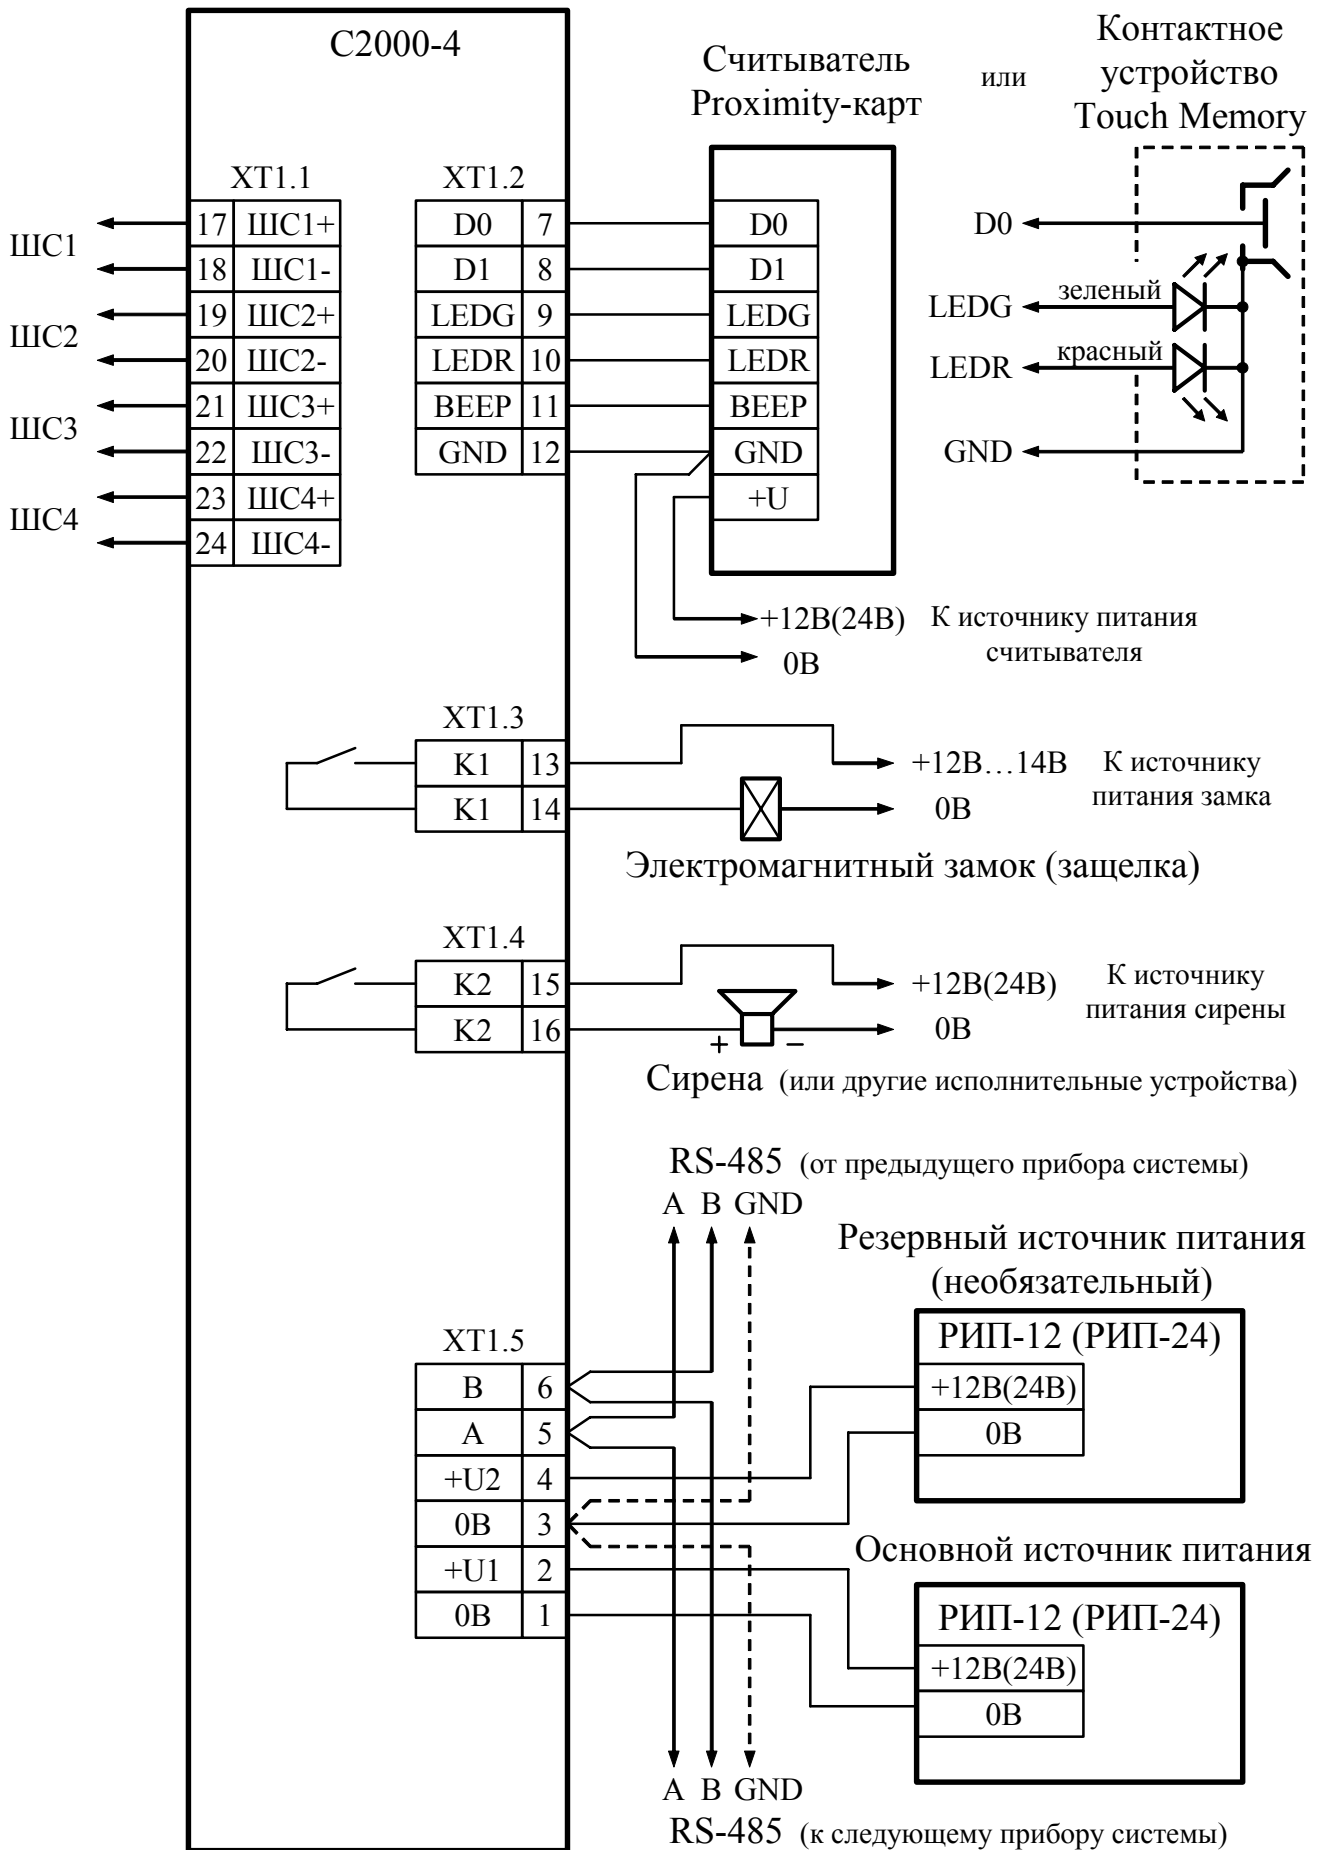 С2000-4
Считыватель
Proximity-карт
или
Контактное
устройство
Touch Memory
XT1.1
17 ШС1+
18 ШС1-
19 ШС2+
20 ШС2-
21 ШС3+
22 ШС3-
23 ШС4+
24 ШС4-
ШС1
ШС2
ШС3
ШС4
XT1.2
D0 7
D1 8
LEDG 9
LEDR 10
BEEP 11
GND 12
D0
D1
LEDG
LEDR
BEEP
GND
+U
D0
LEDG
зеленый
LEDR
красный
GND
+12В(24В)
0В
К источнику питания
считывателя
XT1.3
K1 13
K1 14
+12В…14В
0В
К источнику
питания замка
Электромагнитный замок (защелка)
XT1.4
K2 15
K2 16
+ −
+12В(24В)
0В
К источнику
питания сирены
Сирена (или другие исполнительные устройства)
RS-485 (от предыдущего прибора системы)
A B GND
Резервный источник питания
(необязательный)
РИП-12 (РИП-24)
+12В(24В)
0В
XT1.5
B 6
A 5
+U2 4
0В 3
+U1 2
0В 1
Основной источник питания
РИП-12 (РИП-24)
+12В(24В)
0В
A B GND
RS-485 (к следующему прибору системы)